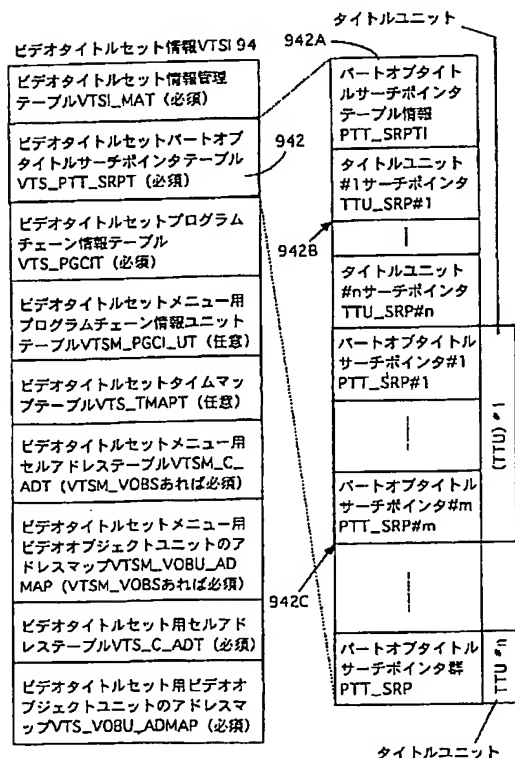 ビデオタイトルセット情報VTSI 94
ビデオタイトルセット情報管理
テーブルVTSI_MAT (必須)
ビデオタイトルセットパートオブ
タイトルサーチポインタテーブル
VTS_PTT_SRPT (必須)
ビデオタイトルセットプログラム
チェーン情報テーブル
VTS_PGCIT (必須)
ビデオタイトルセットメニュー用
プログラムチェーン情報ユニット
テーブルVTSM_PGCI_UT (任意)
ビデオタイトルセットタイムマッ
プテーブルVTS_TMAPT (任意)
ビデオタイトルセットメニュー用
セルアドレステーブルVTSM_C_
ADT (VTSM_VOBSあれば必須)
ビデオタイトルセットメニュー用
ビデオオブジェクトユニットのア
ドレスマップVTSM_VOBU_AD
MAP (VTSM_VOBSあれば必須)
ビデオタイトルセット用セルアド
レステーブルVTS_C_ADT (必須)
ビデオタイトルセット用ビデオオ
ブジェクトユニットのアドレスマ
ップVTS_VOBU_ADMAP (必須)
942
942A
942B
942C
タイトルユニット
パートオブタイト
ルサーチポインタ
テーブル情報
PTT_SRPTI
タイトルユニット
#1サーチポインタ
TTU_SRP#1
タイトルユニット
#nサーチポインタ
TTU_SRP#n
パートオブタイトル
サーチポインタ#1
PTT_SRP#1
パートオブタイトル
サーチポインタ#m
PTT_SRP#m
パートオブタイトル
サーチポインタ群
PTT_SRP
(TTU) #1
TTU #n
タイトルユニット